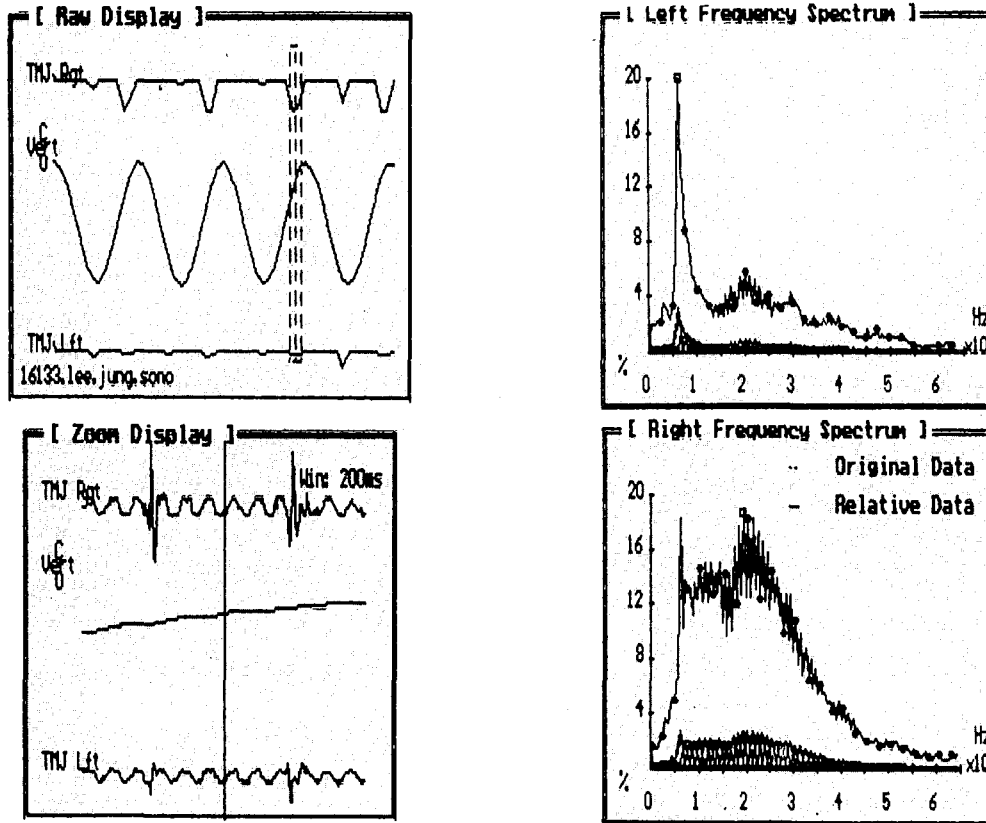 [ Raw Display ]
TMJ Rgt
Vert
TMJ Lft
16133.lee.jung.sono
[ Left Frequency Spectrum ]
20
16
12
8
4
Hz
x10
% 0 1 2 3 4 5 6
[ Zoom Display ]
Win: 200ms
TMJ Rgt
Vert
TMJ Lft
[ Right Frequency Spectrum ]
·· Original Data
— Relative Data
20
16
12
8
4
Hz
x10
% 0 1 2 3 4 5 6